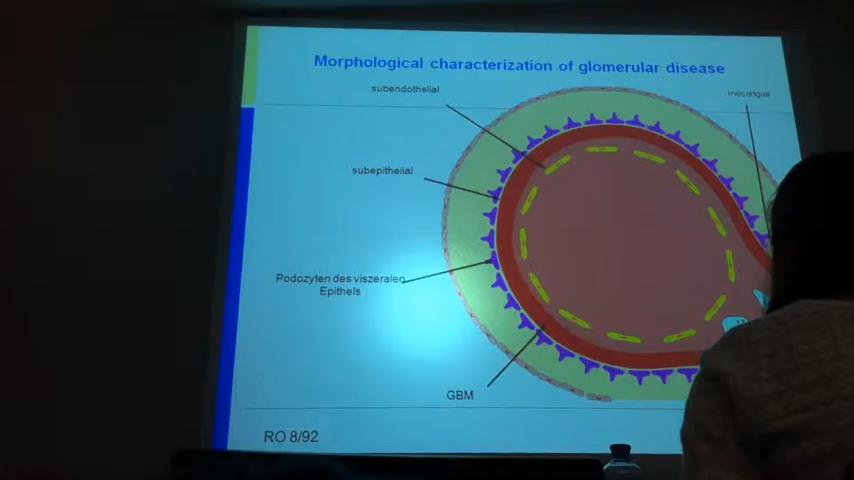 Morphological characterization of glomerular disease
subendothelial
mesangial
subepithelial
Podozyten des viszeralen
Epithels
GBM
RO 8/92